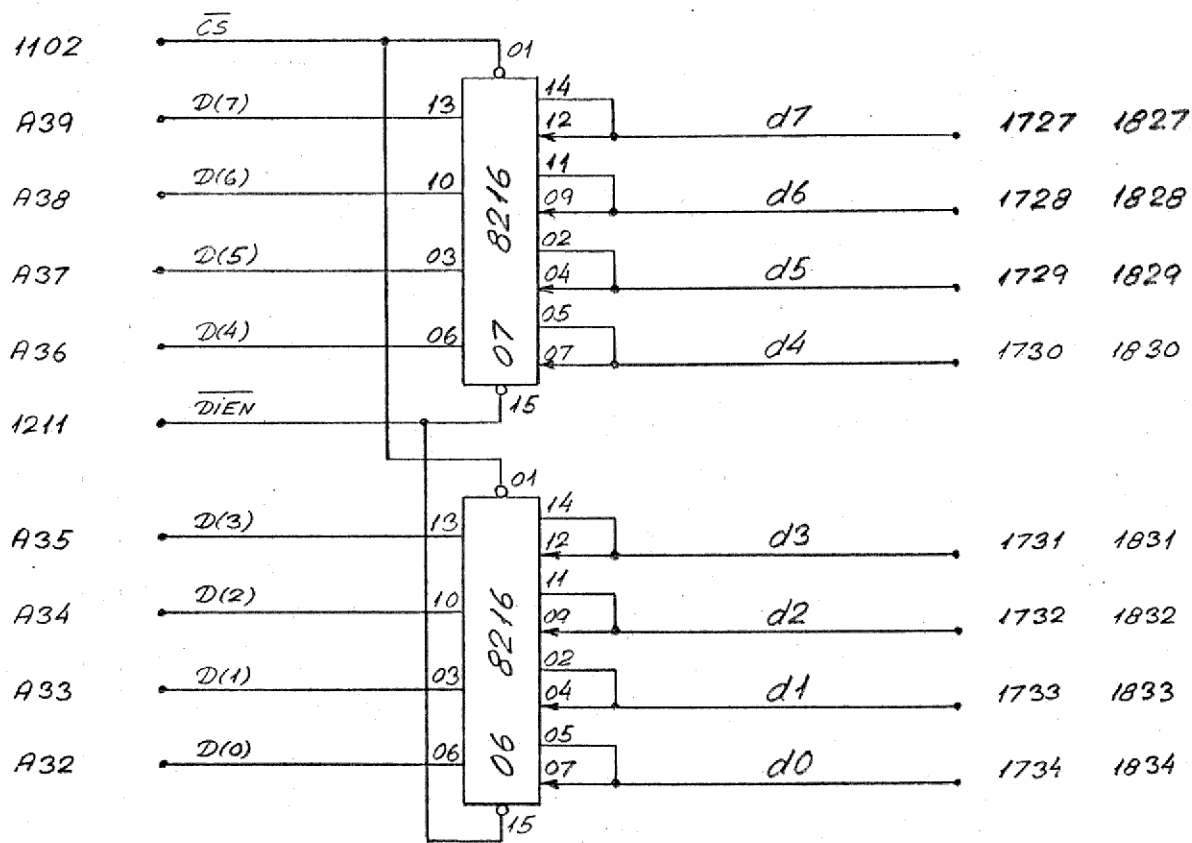 1102 C̅S̅ 01
A39 D(7) 13 14 12 d7 1727 1827
A38 D(6) 10 11 09 d6 1728 1828
8216
A37 D(5) 03 02 04 d5 1729 1829
A36 D(4) 06 05 07 d4 1730 1830
07
1211 D̅i̅E̅N̅ 15
01
A35 D(3) 13 14 12 d3 1731 1831
A34 D(2) 10 11 09 d2 1732 1832
8216
A33 D(1) 03 02 04 d1 1733 1833
A32 D(0) 06 05 07 d0 1734 1834
06
15